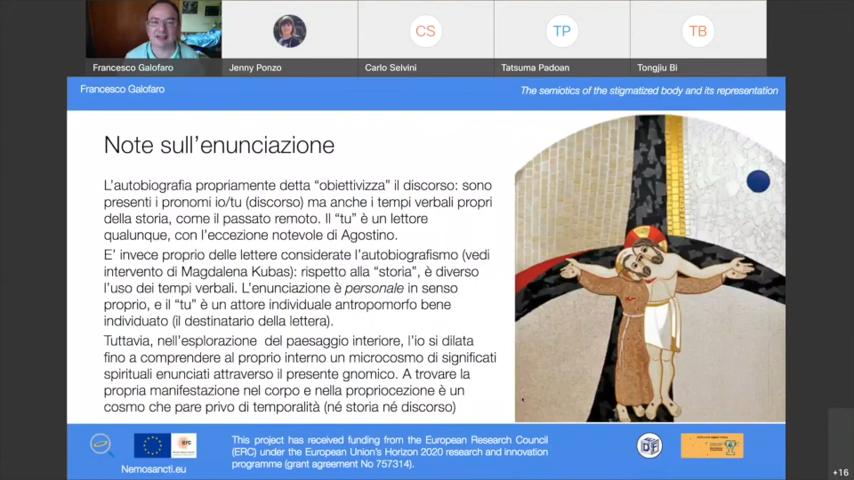 CS
TP
TB
Francesco Galofaro
Jenny Ponzo
Carlo Selvini
Tatsuma Padoan
Tongjiu Bi
Francesco Galofaro
The semiotics of the stigmatized body and its representation
Note sull'enunciazione
L'autobiografia propriamente detta "obiettivizza" il discorso: sono
presenti i pronomi io/tu (discorso) ma anche i tempi verbali propri
della storia, come il passato remoto. Il "tu" è un lettore
qualunque, con l'eccezione notevole di Agostino.
E' invece proprio delle lettere considerate l'autobiografismo (vedi
intervento di Magdalena Kubas): rispetto alla "storia", è diverso
l'uso dei tempi verbali. L'enunciazione è personale in senso
proprio, e il "tu" è un attore individuale antropomorfo bene
individuato (il destinatario della lettera).
Tuttavia, nell'esplorazione del paesaggio interiore, l'io si dilata
fino a comprendere al proprio interno un microcosmo di significati
spirituali enunciati attraverso il presente gnomico. A trovare la
propria manifestazione nel corpo e nella propriocezione è un
cosmo che pare privo di temporalità (né storia né discorso)
erc
Nemosancti.eu
This project has received funding from the European Research Council
(ERC) under the European Union's Horizon 2020 research and innovation
programme (grant agreement No 757314).
+16